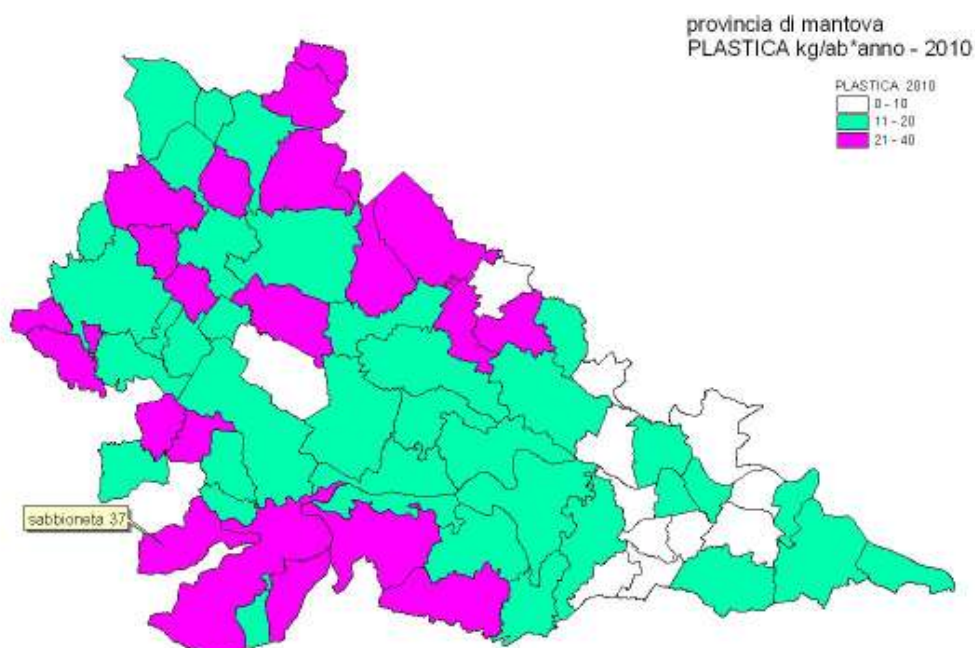 provincia di mantova
PLASTICA kg/ab*anno - 2010
PLASTICA 2010
0 - 10
11 - 20
21 - 40
sabbioneta 37